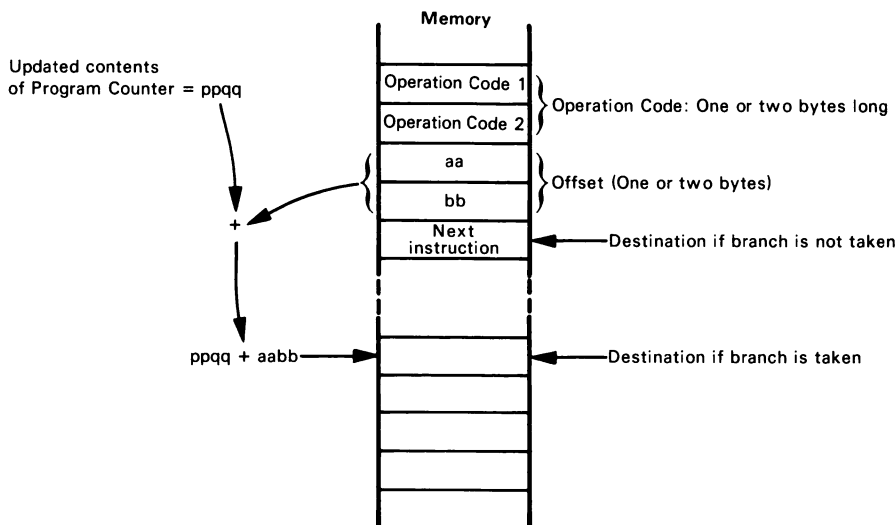 Memory
Updated contents
of Program Counter = ppqq
Operation Code 1
Operation Code 2
Operation Code: One or two bytes long
aa
bb
Offset (One or two bytes)
+
Next
instruction
Destination if branch is not taken
ppqq + aabb
Destination if branch is taken